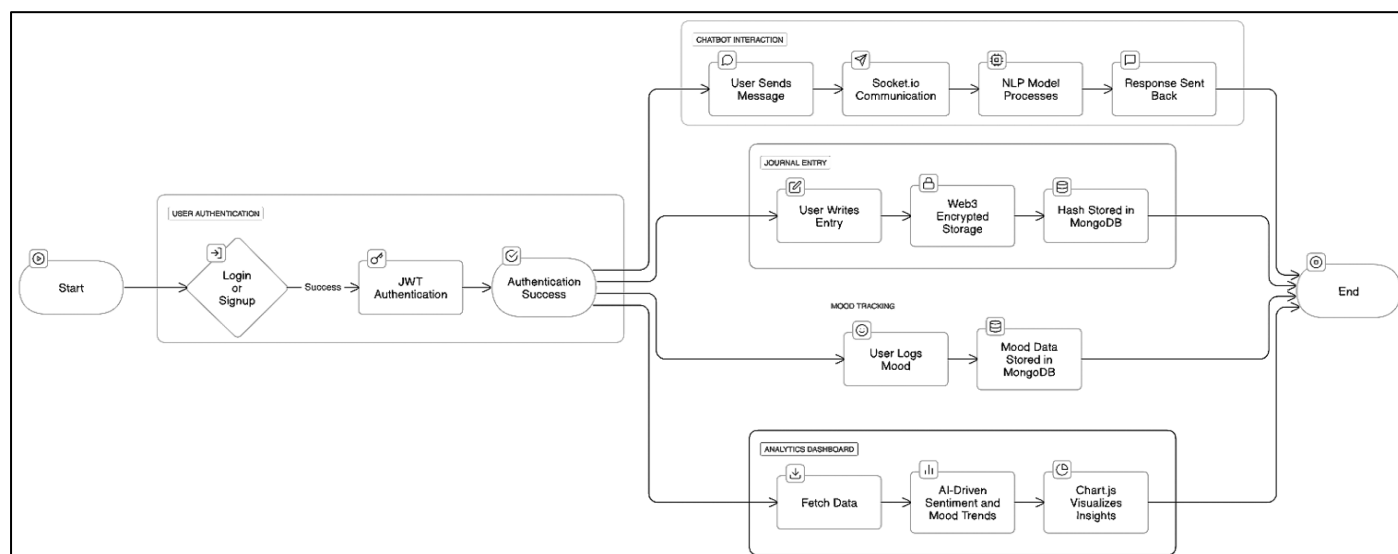 CHATBOT INTERACTION
User Sends
Message
Socket.io
Communication
NLP Model
Processes
Response Sent
Back
JOURNAL ENTRY
User Writes
Entry
Web3
Encrypted
Storage
Hash Stored in
MongoDB
USER AUTHENTICATION
Start
Login
or
Signup
Success
JWT
Authentication
Authentication
Success
End
MOOD TRACKING
User Logs
Mood
Mood Data
Stored in
MongoDB
ANALYTICS DASHBOARD
Fetch Data
AI-Driven
Sentiment and
Mood Trends
Chart.js
Visualizes
Insights